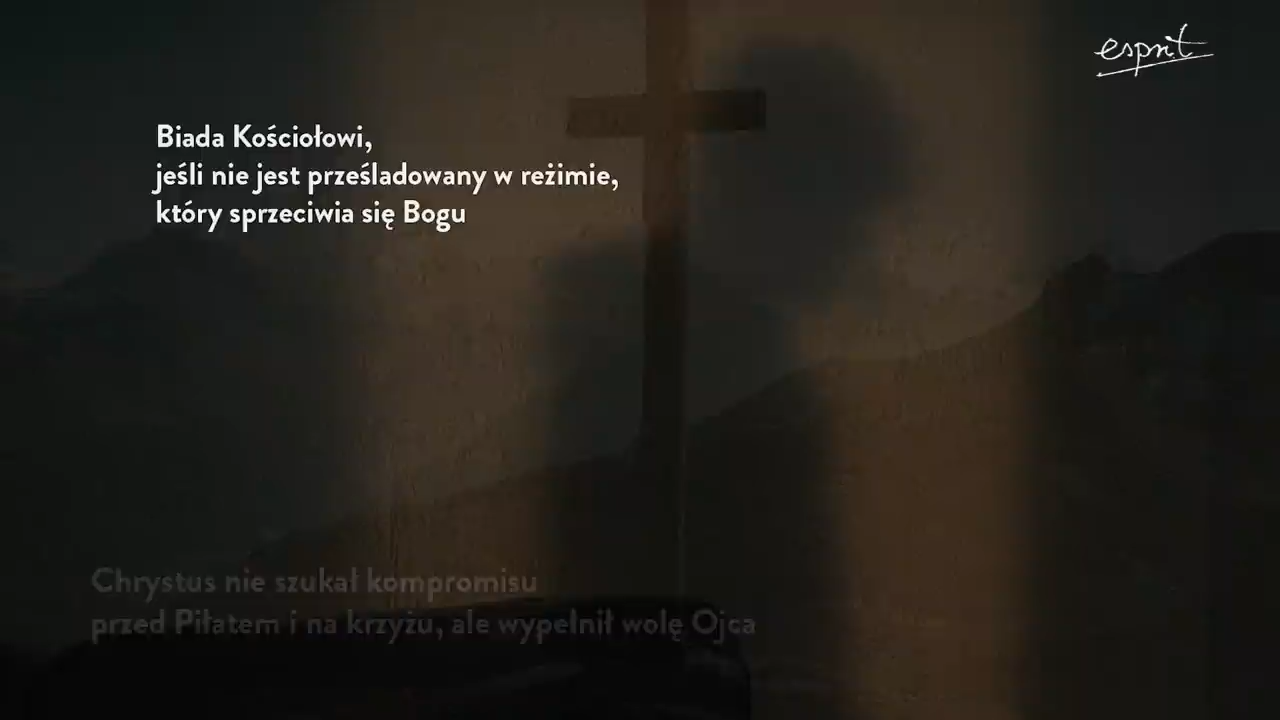 esprit
Biada Kościołowi,
jeśli nie jest prześladowany w reżimie,
który sprzeciwia się Bogu
Chrystus nie szukał kompromisu
przed Piłatem i na krzyżu, ale wypełnił wolę Ojca